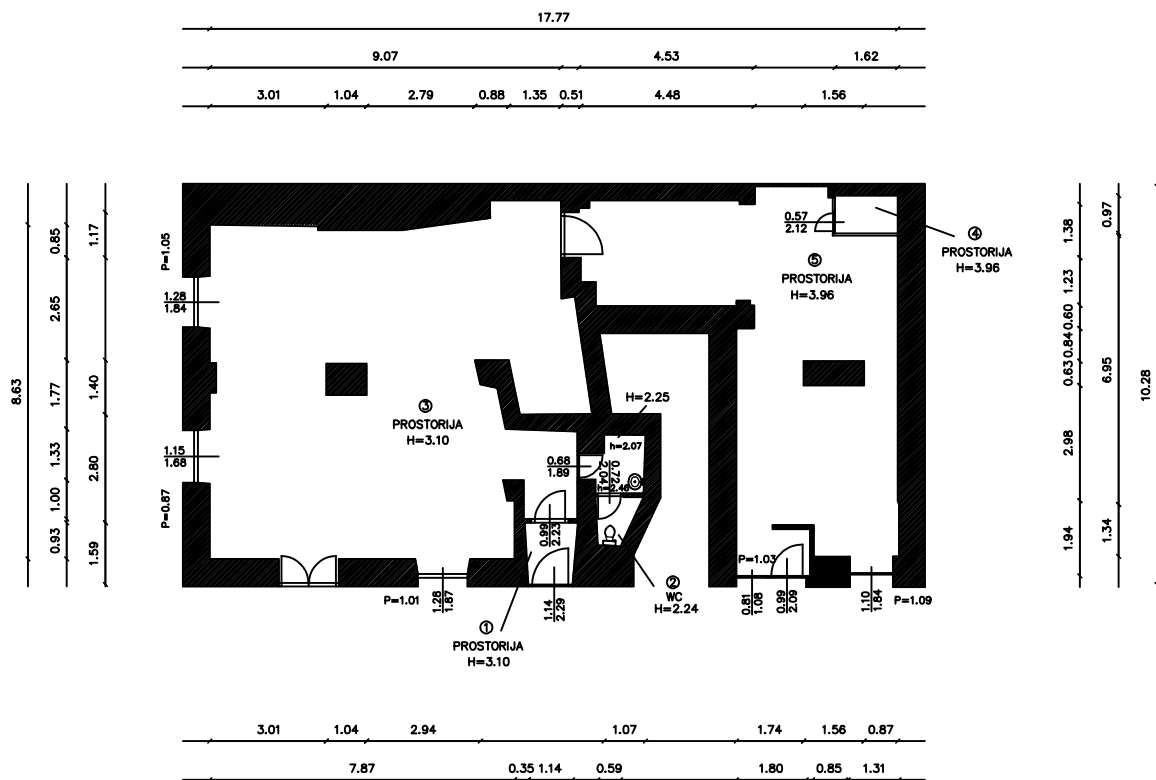 17.77
9.07 4.53 1.62
3.01 1.04 2.79 0.88 1.35 0.51 4.48 1.56
8.63
0.85 2.65 1.77 1.33 1.00 0.93
1.17 1.40 2.80 1.59
P=1.05
1.28
1.84
1.15
1.68
P=0.87
3
PROSTORIJA
H=3.10
0.57
2.12
5
PROSTORIJA
H=3.96
4
PROSTORIJA
H=3.96
H=2.25
h=2.07
0.68
1.89
0.72
2.04
h=2.46
0.99
2.23
P=1.01
1.28
1.87
1.14
2.29
1
PROSTORIJA
H=3.10
2
WC
H=2.24
P=1.03
0.81
1.08
0.99
2.09
1.10
1.84
P=1.09
1.38 1.23 0.60 0.84 0.63 2.98 1.94
0.97 6.95 1.34
10.28
3.01 1.04 2.94 1.07 1.74 1.56 0.87
7.87 0.35 1.14 0.59 1.80 0.85 1.31